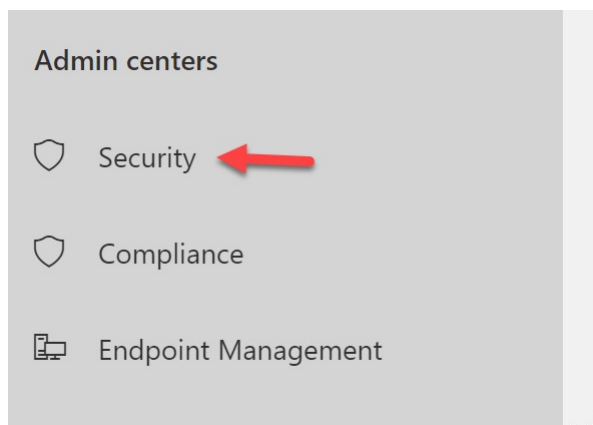 Admin centers
Security
Compliance
Endpoint Management